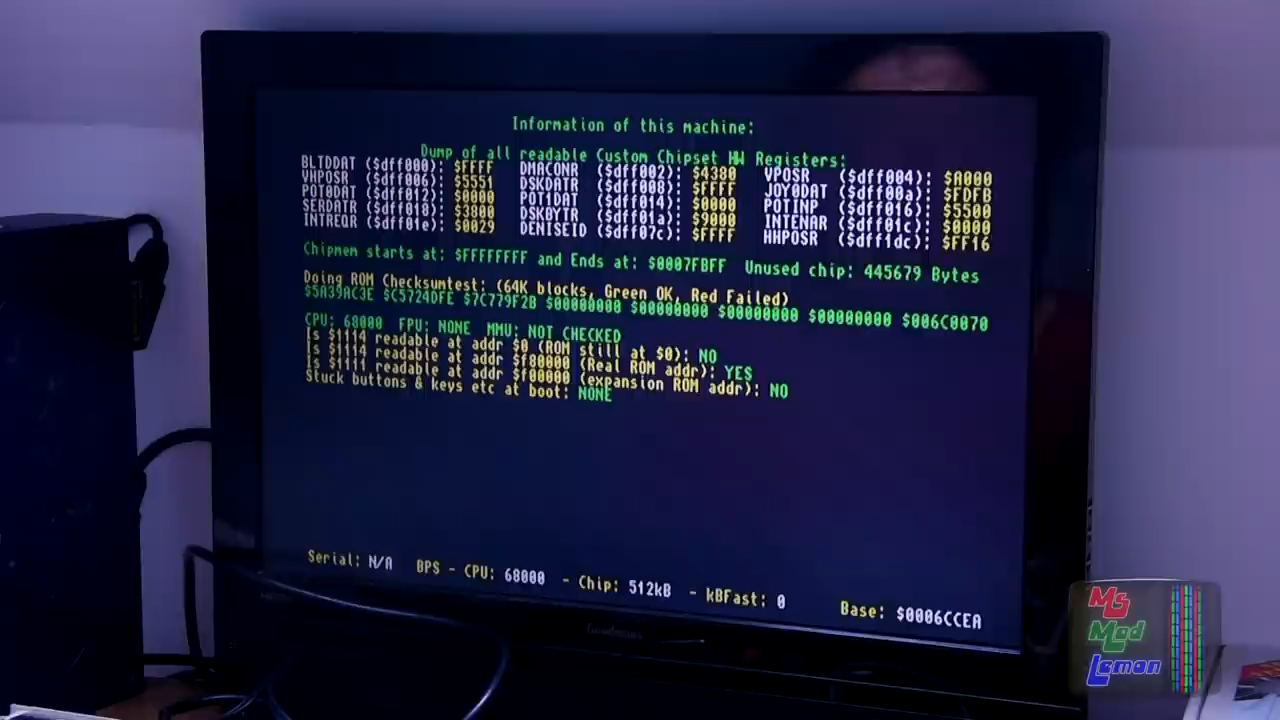 Information of this machine:
Dump of all readable Custom Chipset HW Registers:
BLTDDAT ($dff000): $FFFF DMACONR ($dff002): $4380 VPOSR ($dff004): $A000
VHPOSR ($dff006): $5551 DSKDATR ($dff008): $FFFF JOY0DAT ($dff00a): $FDFB
POT0DAT ($dff012): $0000 POT1DAT ($dff014): $0000 POTINP ($dff016): $5500
SERDATR ($dff018): $3800 DSKBYTR ($dff01a): $9000 INTENAR ($dff01c): $0000
INTREQR ($dff01e): $0029 DENISEID ($dff07c): $FFFF HHPOSR ($dff1dc): $FF16
Chipmem starts at: $FFFFFFFF and Ends at: $0007FBFF Unused chip: 445679 Bytes
Doing ROM Checksumtest: (64K blocks, Green OK, Red Failed)
$5A39AC3E $C5724DFE $7C779F2B $00000000 $00000000 $00000000 $00000000 $006C0070
CPU: 68000 FPU: NONE MMU: NOT CHECKED
Is $1114 readable at addr $0 (ROM still at $0): NO
Is $1114 readable at addr $f80000 (Real ROM addr): YES
Is $1111 readable at addr $f00000 (expansion ROM addr): NO
Stuck buttons & keys etc at boot: NONE
Serial: N/A BPS - CPU: 68000 - Chip: 512kB - kBFast: 0 Base: $0006CCEA
Goodmans
Ms
Mad
Lemon